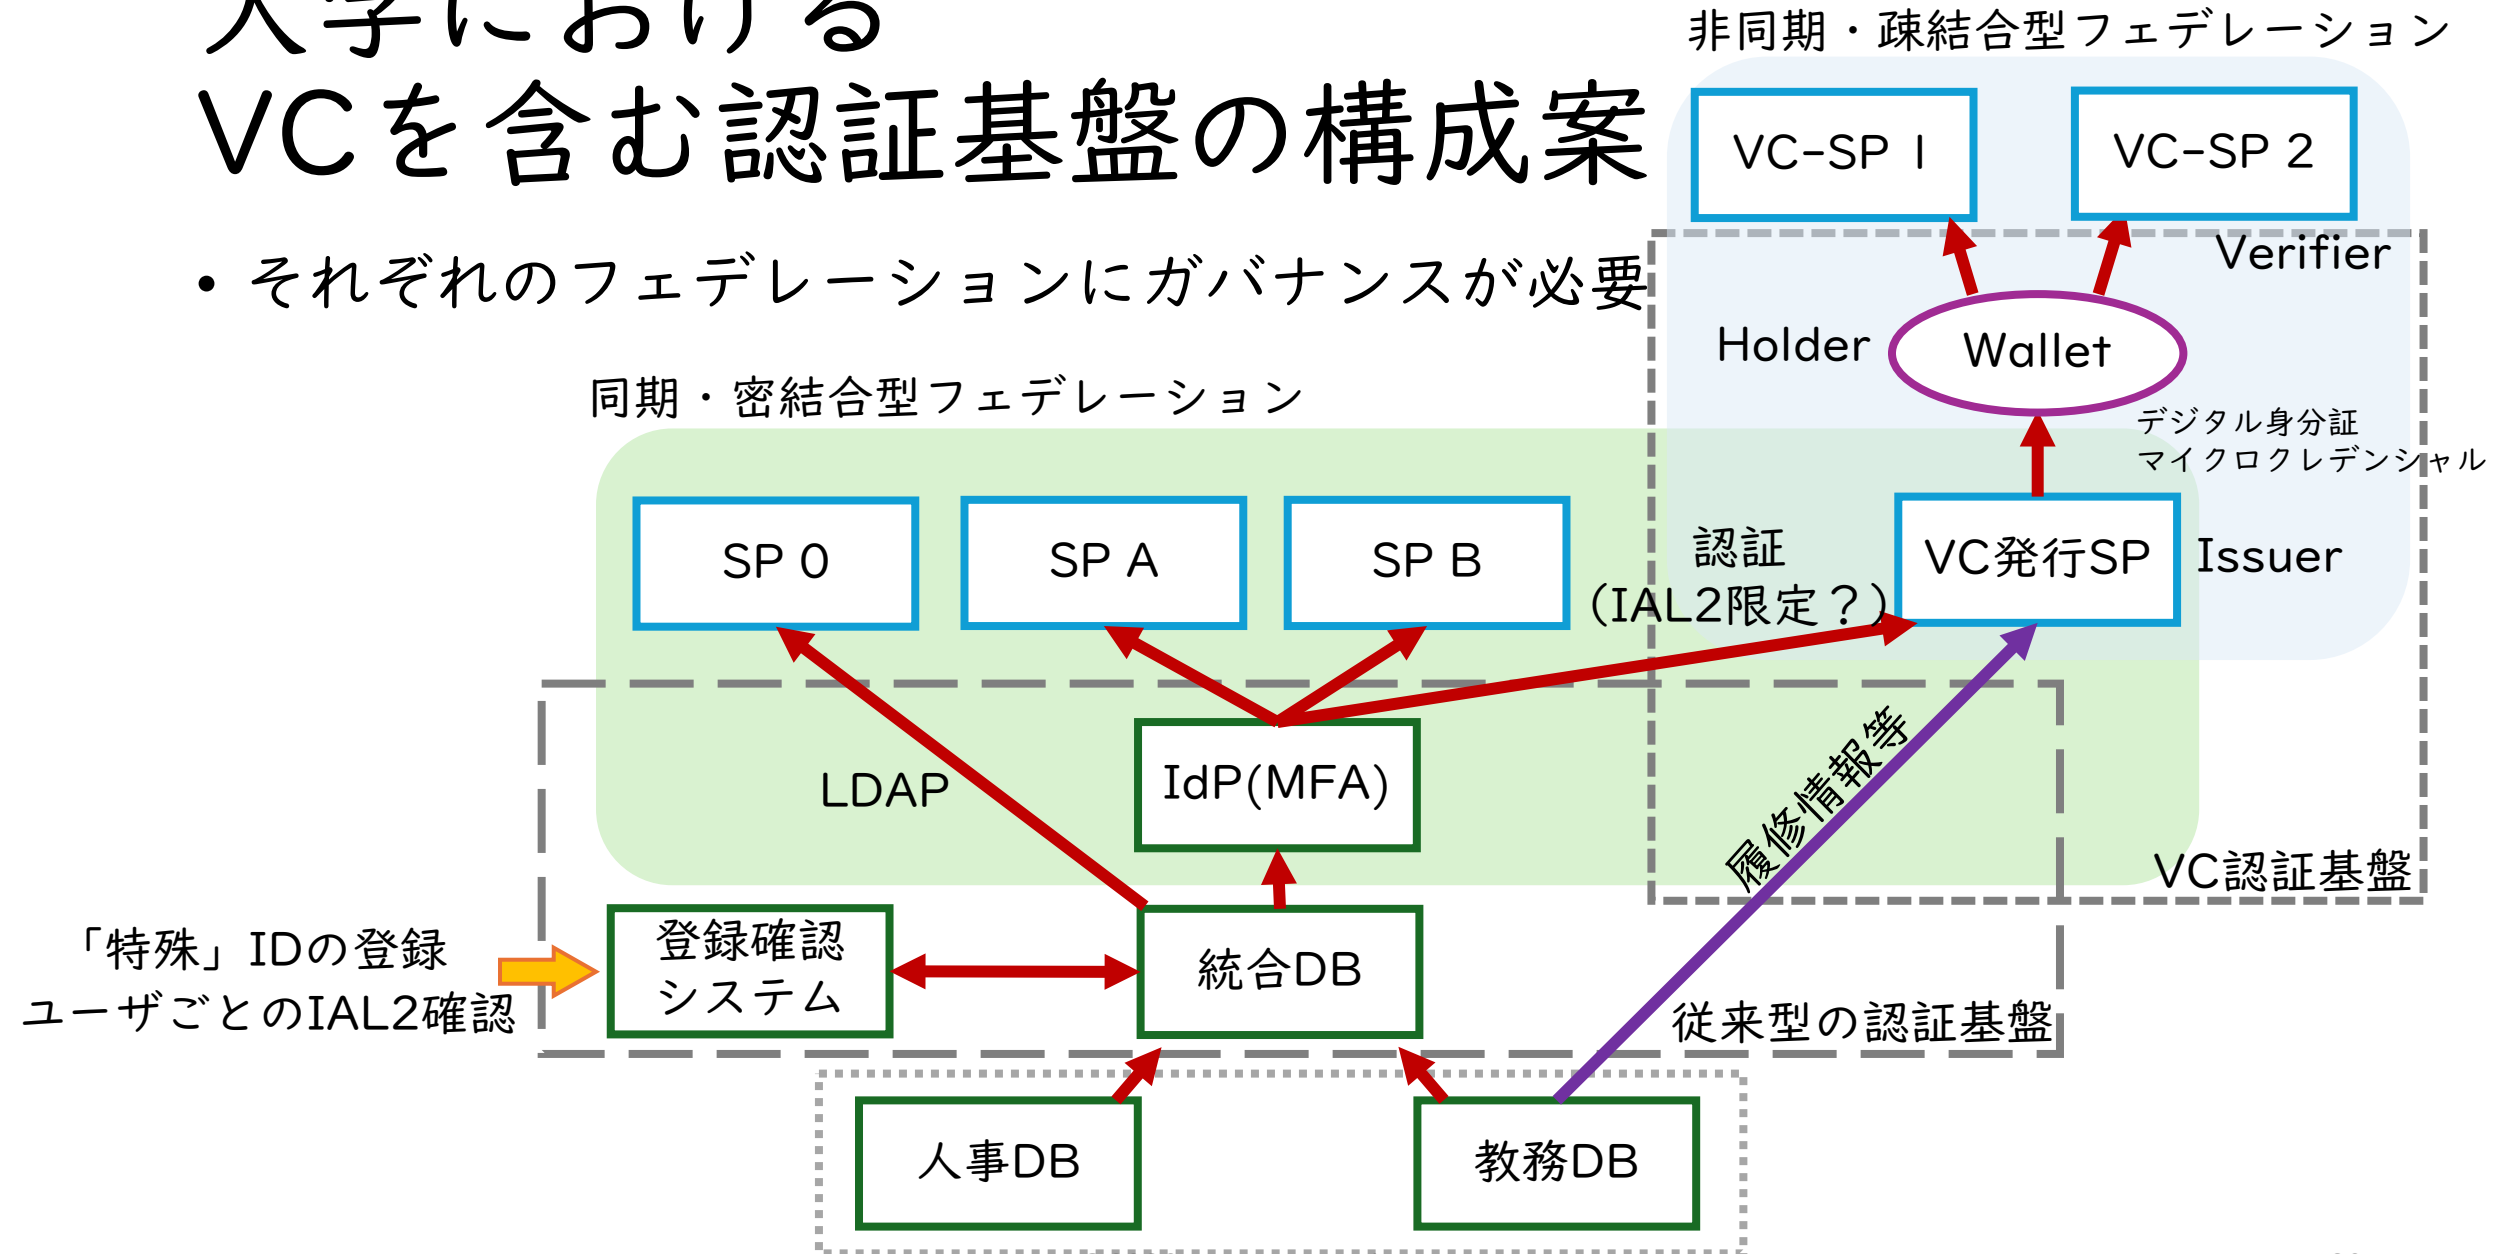 大学における
VCを含む認証基盤の構成案
• それぞれのフェデレーションにガバナンスが必要
非同期・疎結合型フェデレーション
VC-SP 1
VC-SP 2
Verifier
Holder
Wallet
デジタル身分証
マイクロクレデンシャル
同期・密結合型フェデレーション
SP 0
SP A
SP B
認証
(IAL2限定？)
VC発行SP
Issuer
LDAP
IdP(MFA)
履修情報等
VC認証基盤
「特殊」IDの登録
ユーザごとのIAL2確認
登録確認
システム
統合DB
従来型の認証基盤
人事DB
教務DB